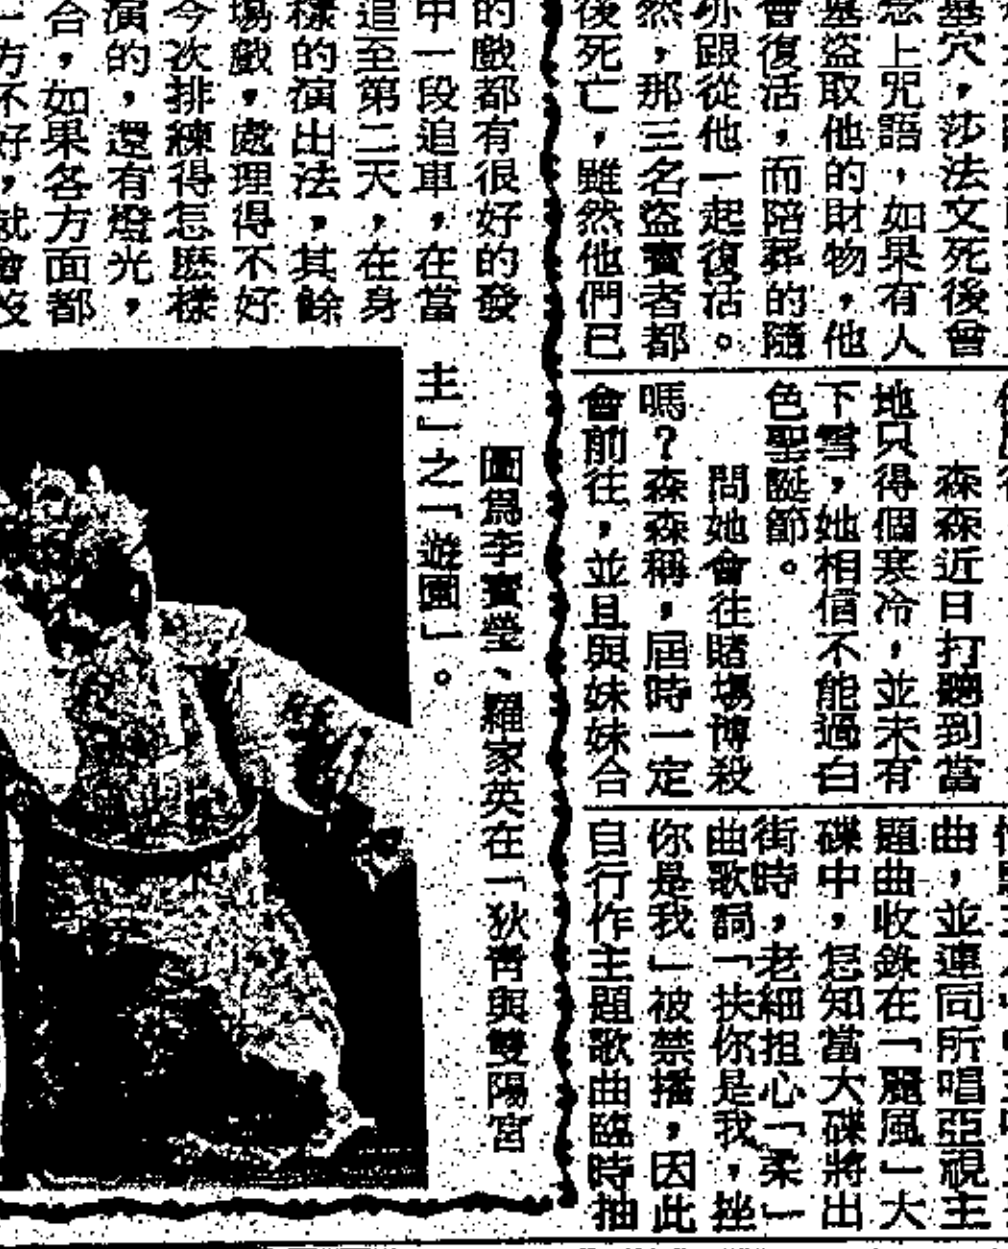 墓穴，莎法文死後會
念上咒語，如果有人
墓盜取他的財物，他
會復活，而陪葬的隨
亦跟從他一起復活。
然，那三名盜寶者都
後死亡，雖然他們已
森森近日打聽到當
地只得個寒冷，並未有
下雪，她相信不能過白
色聖誕節。
問她會往賭場博殺
嗎？森森稱，屆時一定
會前往，並且與妹妹合
曲，並連同所唱亞視主
題曲收錄在「麗風」大
碟中，怎知當大碟將出
街時，老細担心「柔」
曲歌詞「扶你是我，挫
你是我」被禁播，因此
自行作主題歌曲臨時抽
的戲都有很好的發
中一段追車，在當
追至第二天，在身
樣的演出法，其餘
場戲，處理得不好
今次排練得怎麽樣
演的，還有燈光，
合，如果各方面都
一方不好，就會沒
圖爲李寶瑩、羅家英在「狄青與雙陽宮
主」之「遊園」。